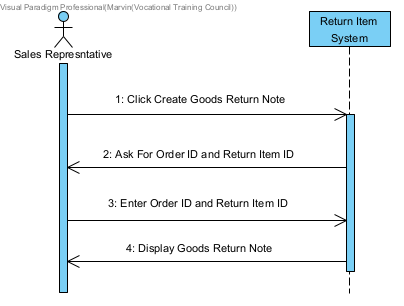 Visual Paradigm Professional(Marvin(Vocational Training Council))
Return Item
System
Sales Represntative
1: Click Create Goods Return Note
2: Ask For Order ID and Return Item ID
3: Enter Order ID and Return Item ID
4: Display Goods Return Note